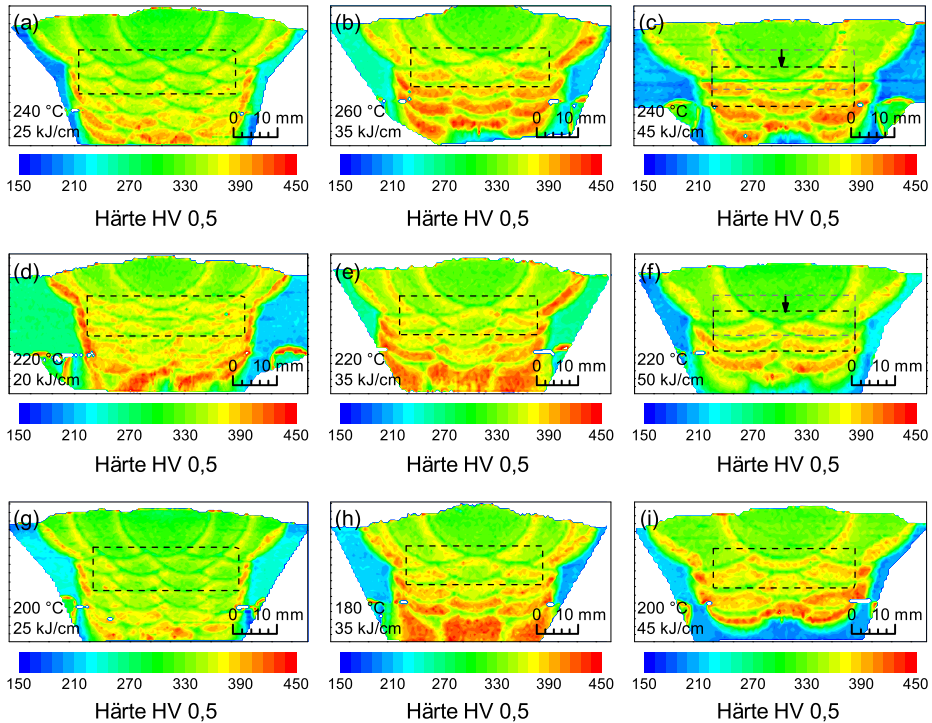 (a)
240 °C
25 kJ/cm
0 10 mm
150 210 270 330 390 450
Härte HV 0,5
(b)
260 °C
35 kJ/cm
0 10 mm
150 210 270 330 390 450
Härte HV 0,5
(c)
240 °C
45 kJ/cm
0 10 mm
150 210 270 330 390 450
Härte HV 0,5
(d)
220 °C
20 kJ/cm
0 10 mm
150 210 270 330 390 450
Härte HV 0,5
(e)
220 °C
35 kJ/cm
0 10 mm
150 210 270 330 390 450
Härte HV 0,5
(f)
220 °C
50 kJ/cm
0 10 mm
150 210 270 330 390 450
Härte HV 0,5
(g)
200 °C
25 kJ/cm
0 10 mm
150 210 270 330 390 450
Härte HV 0,5
(h)
180 °C
35 kJ/cm
0 10 mm
150 210 270 330 390 450
Härte HV 0,5
(i)
200 °C
45 kJ/cm
0 10 mm
150 210 270 330 390 450
Härte HV 0,5